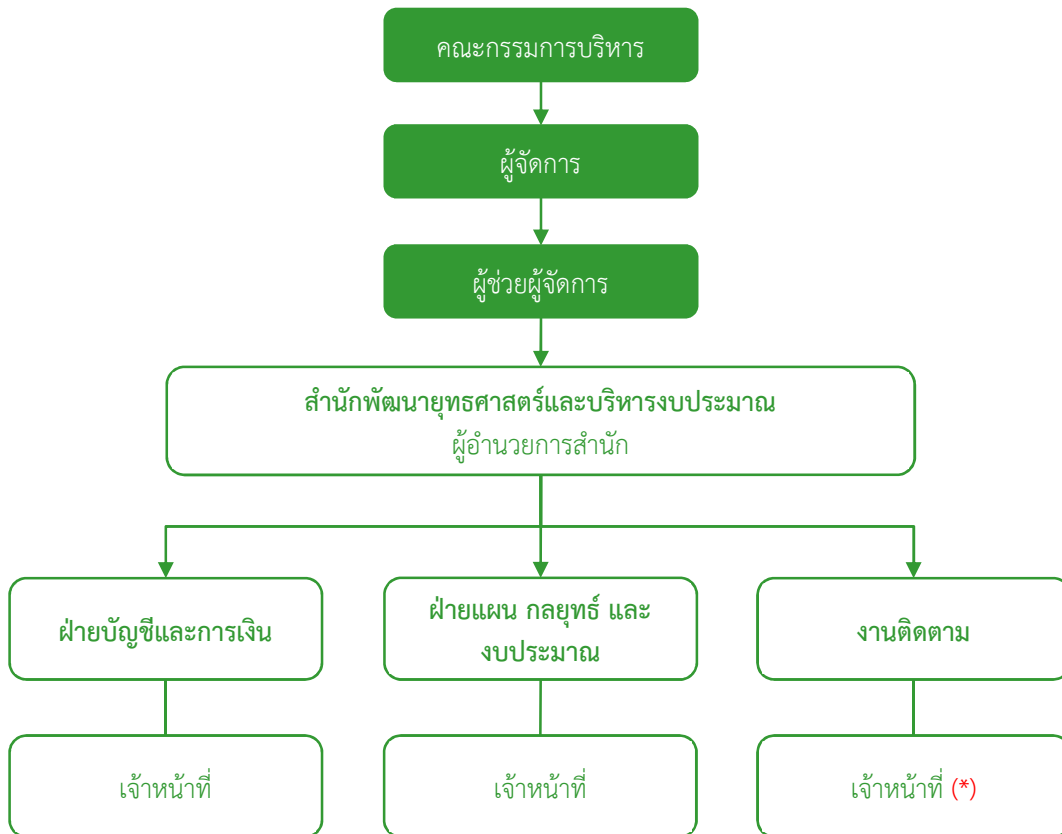 คณะกรรมการบริหาร
ผู้จัดการ
ผู้ช่วยผู้จัดการ
สำนักพัฒนายุทธศาสตร์และบริหารงบประมาณ
ผู้อำนวยการสำนัก
ฝ่ายบัญชีและการเงิน
ฝ่ายแผน กลยุทธ์ และ
งบประมาณ
งานติดตาม
เจ้าหน้าที่
เจ้าหน้าที่
เจ้าหน้าที่ (*)